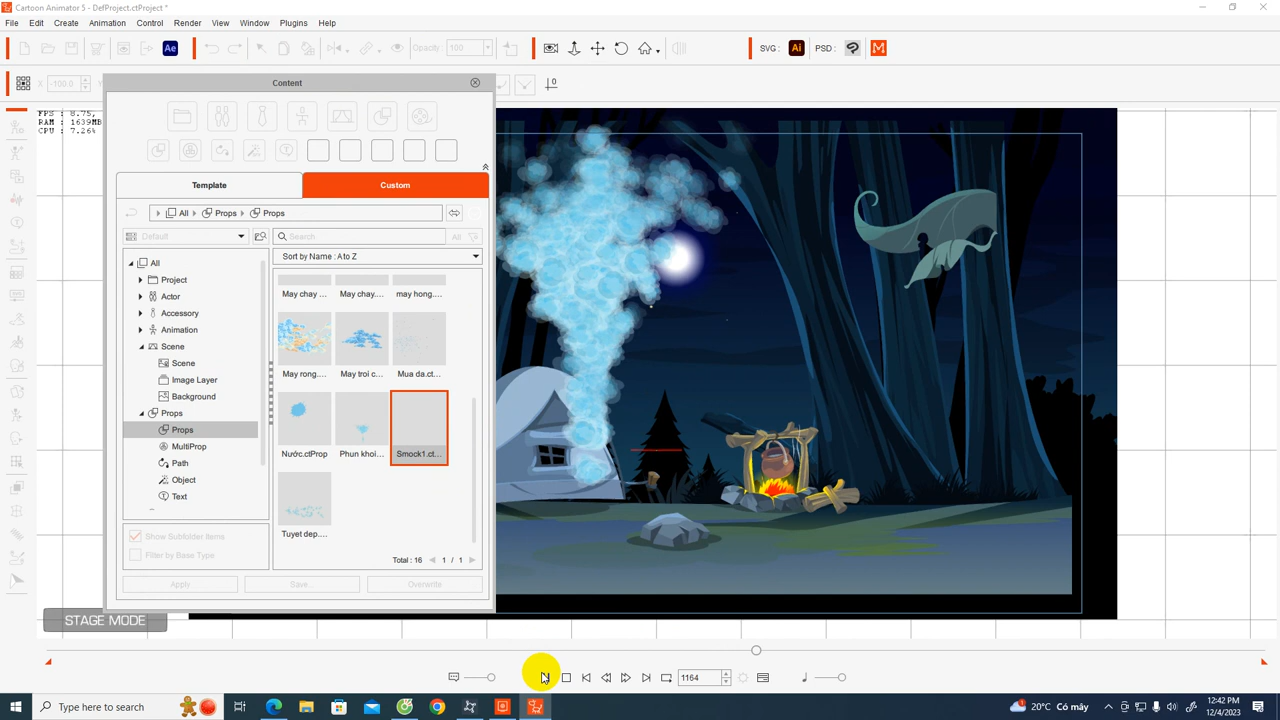 Cartoon Animator 5 - DefProject.ctProject *
File Edit Create Animation Control Render View Window Plugins Help
Ae Opacity: 100 SVG : Ai PSD :
X -100.0 0
Content
FPS : 8.75,
RAM : 1639MB
CPU : 7.26%
Template Custom
All Props Props
Default Search All
Sort by Name : A to Z
All
Project
Actor
Accessory
Animation
Scene
Scene
Image Layer
Background
Props
Props
MultiProp
Path
Object
Text
May chay ... May chay.... may hong....
May rong.... May troi c... Mua da.ct...
Nước.ctProp Phun khoi... Smock1.ct...
Tuyet dep....
Show Subfolder Items
Filter by Base Type
Total : 16 1 / 1
Apply Save... Overwrite
STAGE MODE
1164
Type here to search
20°C Có mây
12:42 PM
12/4/2023